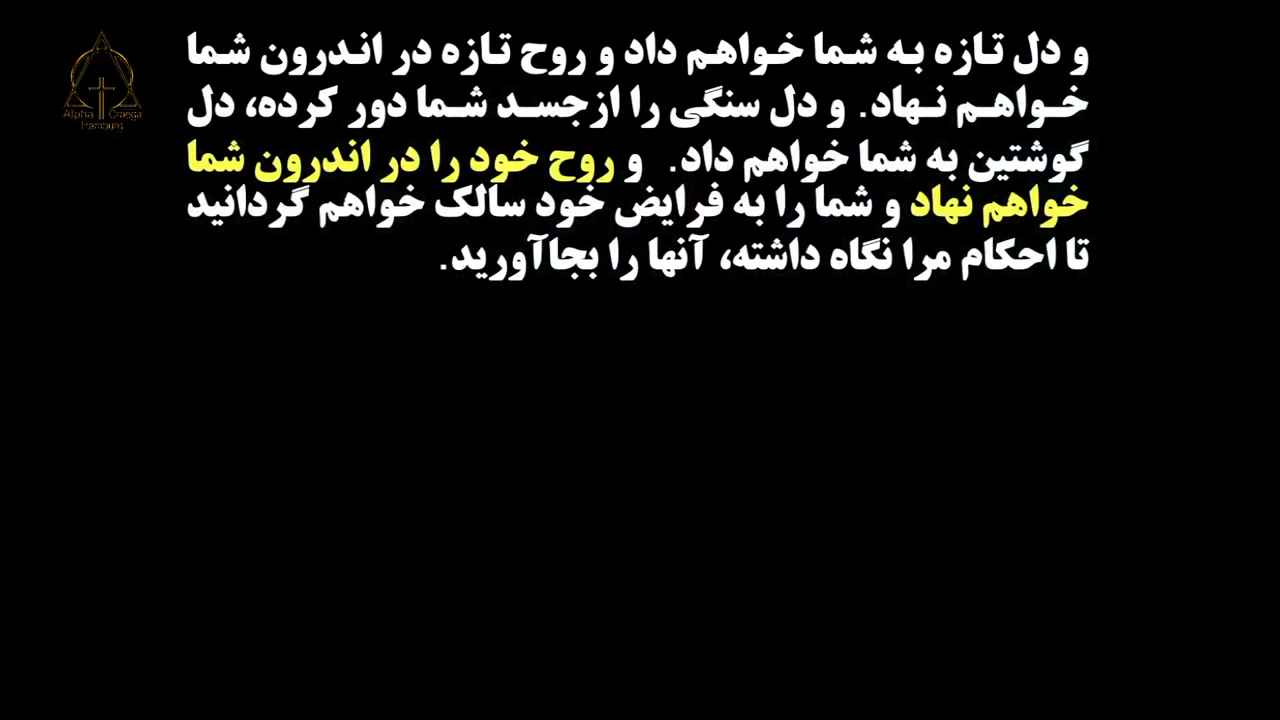 و دل تازه به شما خواهم داد و روح تازه در اندرون شما
خواهم نهاد. و دل سنگی را ازجسد شما دور کرده، دل
گوشتین به شما خواهم داد. و روح خود را در اندرون شما
خواهم نهاد و شما را به فرایض خود سالک خواهم گردانید
تا احکام مرا نگاه داشته، آنها را بجاآورید.
Alpha Omega
Hamburg